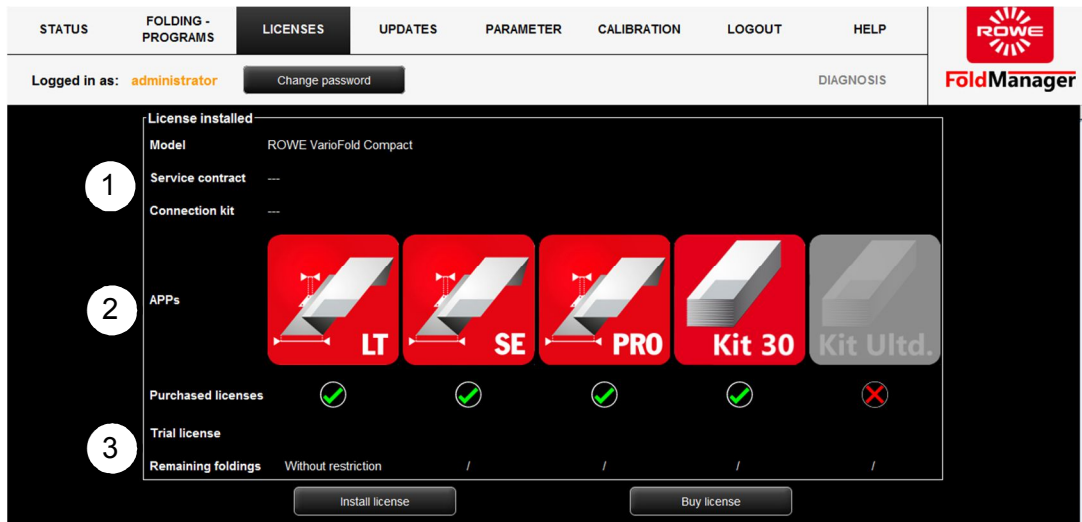 STATUS
FOLDING -
PROGRAMS
LICENSES
UPDATES
PARAMETER
CALIBRATION
LOGOUT
HELP
ROWE
Logged in as: administrator
Change password
DIAGNOSIS
FoldManager
License installed
Model ROWE VarioFold Compact
1
Service contract ---
Connection kit ---
2
APPs
LT
SE
PRO
Kit 30
Kit Ultd.
Purchased licenses
3
Trial license
Remaining foldings Without restriction / / / /
Install license
Buy license